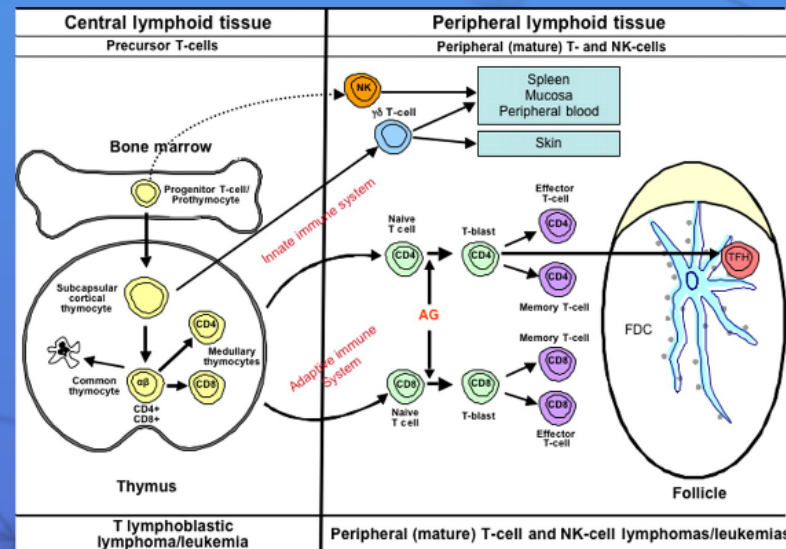 Central lymphoid tissue
Peripheral lymphoid tissue
Precursor T-cells
Peripheral (mature) T- and NK-cells
NK
γδ T-cell
Spleen
Mucosa
Peripheral blood
Skin
Bone marrow
Progenitor T-cell/
Prothymocyte
Innate immune system
Subcapsular
cortical
thymocyte
CD4
Medullary
thymocytes
Common
thymocyte
αβ
CD8
CD4+
CD8+
Thymus
Adaptive immune
System
Naive
T cell
CD4
T-blast
CD4
Effector
T-cell
CD4
CD4
Memory T-cell
AG
Memory T-cell
CD8
Naive
T cell
CD8
T-blast
CD8
CD8
Effector
T-cell
TFH
FDC
Follicle
T lymphoblastic
lymphoma/leukemia
Peripheral (mature) T-cell and NK-cell lymphomas/leukemias